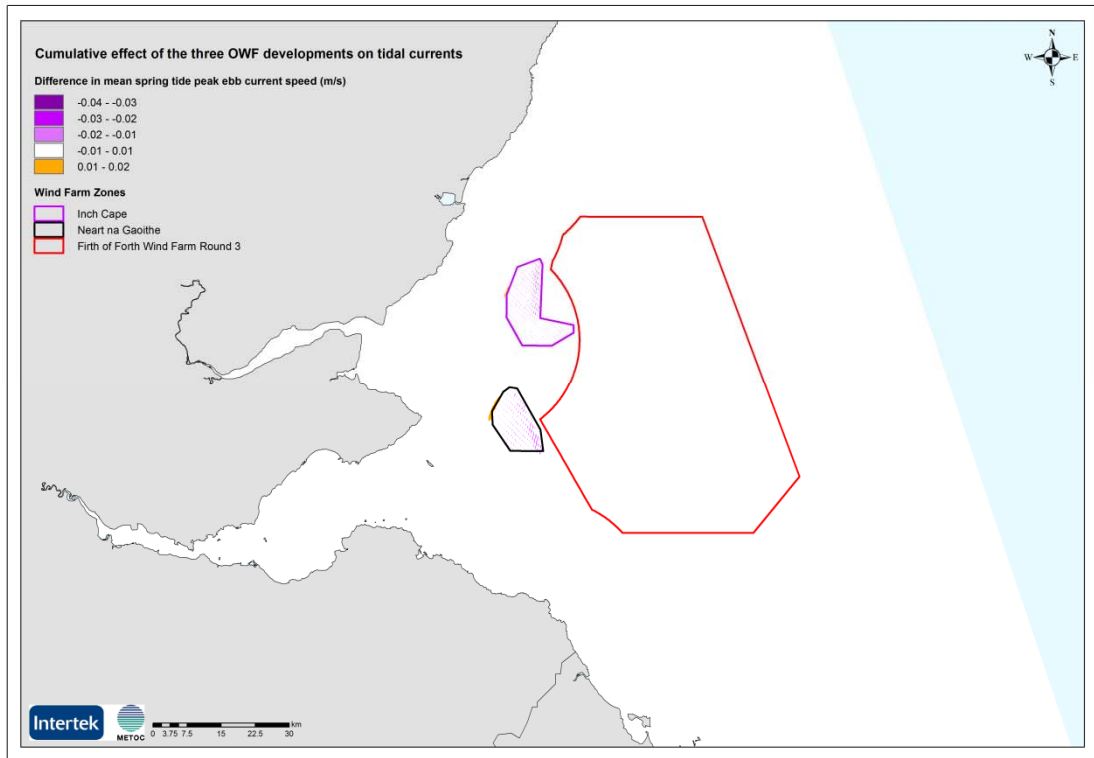 Cumulative effect of the three OWF developments on tidal currents
Difference in mean spring tide peak ebb current speed (m/s)
-0.04 - -0.03
-0.03 - -0.02
-0.02 - -0.01
-0.01 - 0.01
0.01 - 0.02
Wind Farm Zones
Inch Cape
Neart na Gaoithe
Firth of Forth Wind Farm Round 3
N
W E
S
Intertek
METOC
km
0 3.75 7.5 15 22.5 30